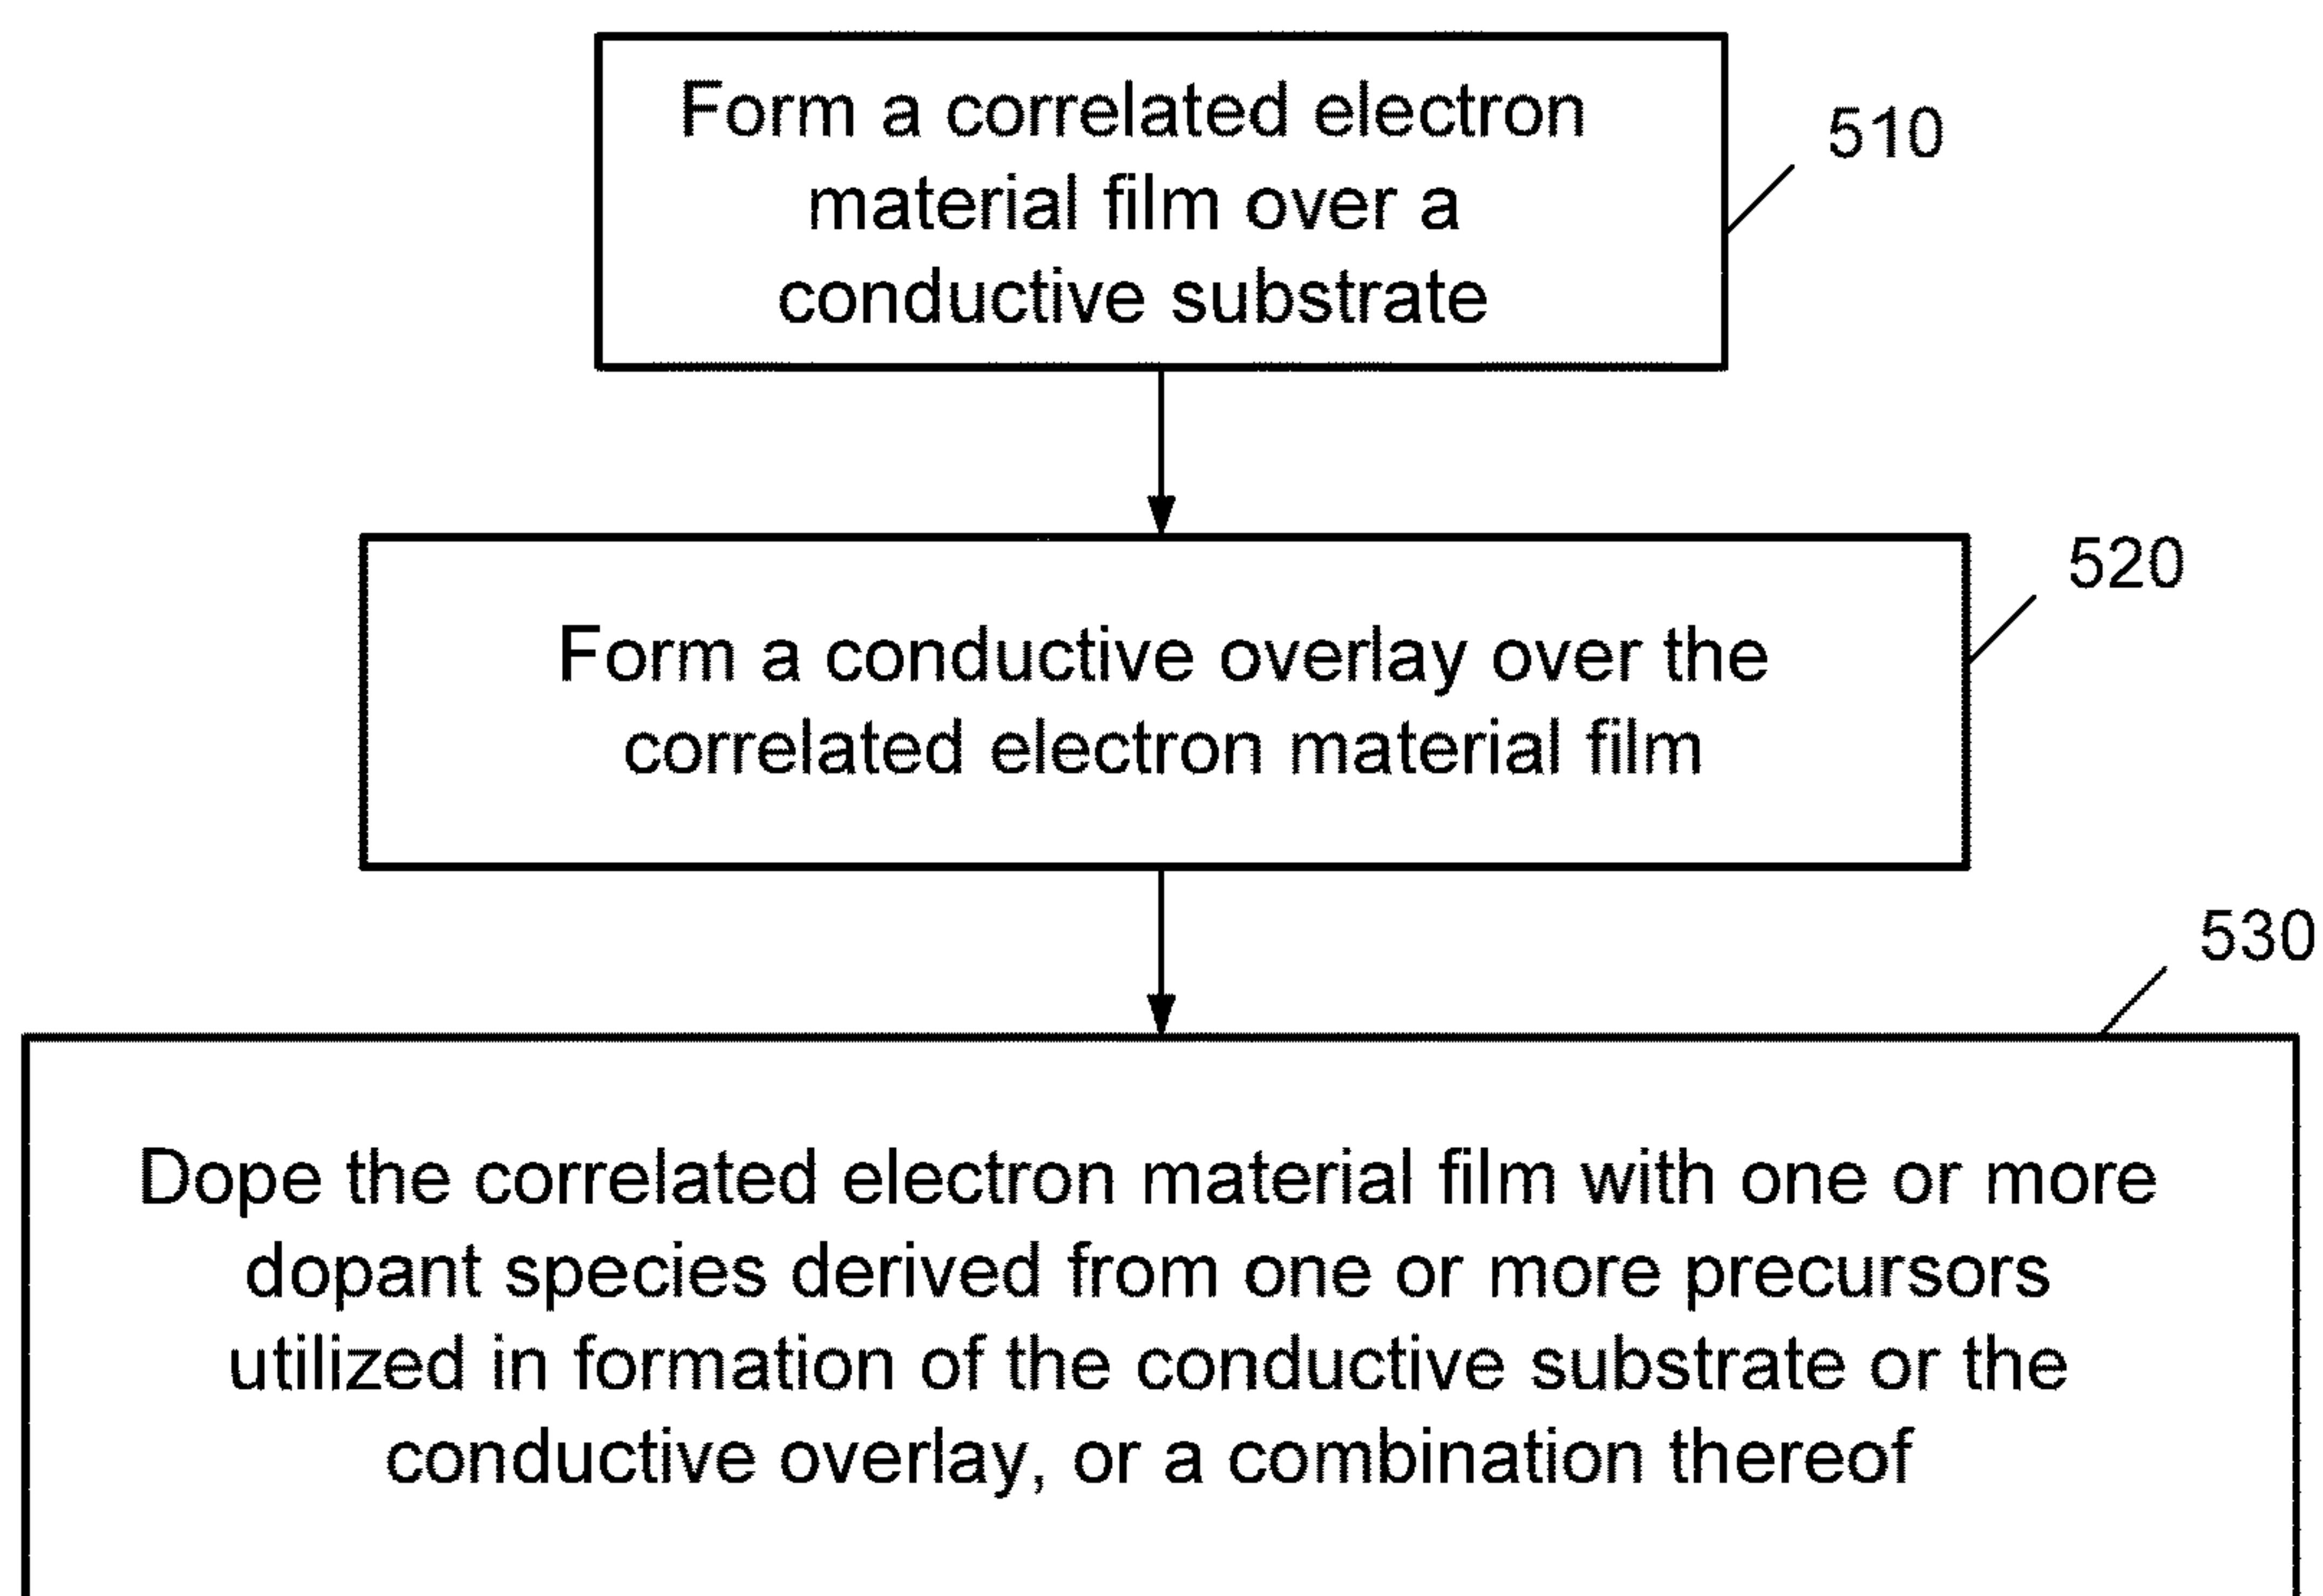 Form a correlated electron
material film over a
conductive substrate
510
Form a conductive overlay over the
correlated electron material film
520
530
Dope the correlated electron material film with one or more
dopant species derived from one or more precursors
utilized in formation of the conductive substrate or the
conductive overlay, or a combination thereof